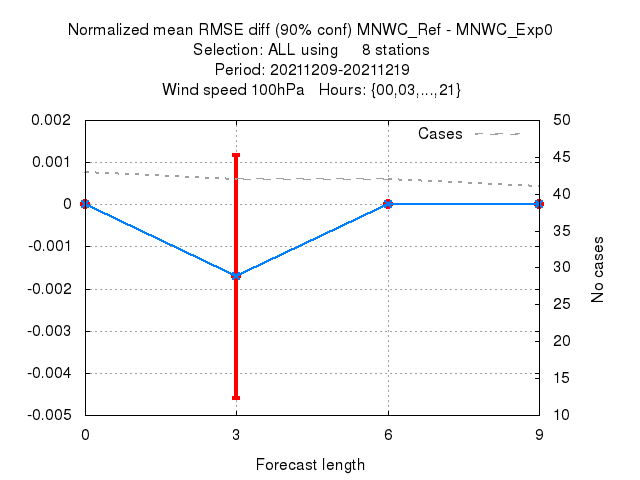 Normalized mean RMSE diff (90% conf) MNWC_Ref - MNWC_Exp0
Selection: ALL using 8 stations
Period: 20211209-20211219
Wind speed 100hPa Hours: {00,03,...,21}
Cases
0.002
0.001
0
-0.001
-0.002
-0.003
-0.004
-0.005
50
45
40
35
30
25
20
15
10
No cases
0 3 6 9
Forecast length